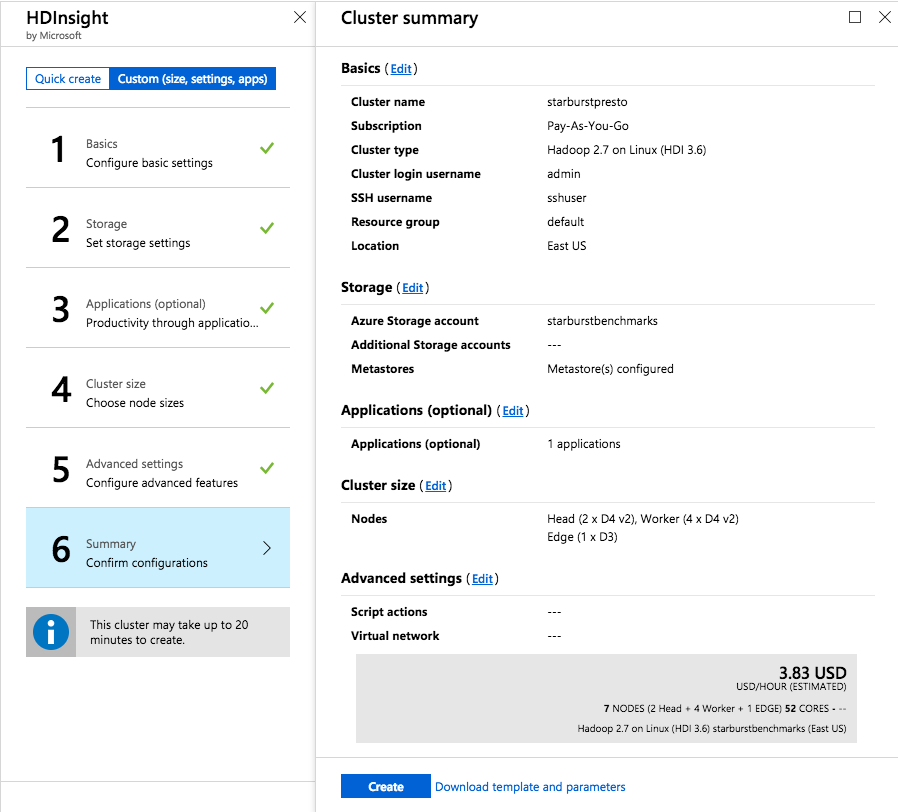 HDInsight
by Microsoft
Quick create
Custom (size, settings, apps)
1
Basics
Configure basic settings
2
Storage
Set storage settings
3
Applications (optional)
Productivity through applicatio...
4
Cluster size
Choose node sizes
5
Advanced settings
Configure advanced features
6
Summary
Confirm configurations
This cluster may take up to 20
minutes to create.
Cluster summary
Basics (Edit)
Cluster name starburstpresto
Subscription Pay-As-You-Go
Cluster type Hadoop 2.7 on Linux (HDI 3.6)
Cluster login username admin
SSH username sshuser
Resource group default
Location East US
Storage (Edit)
Azure Storage account starburstbenchmarks
Additional Storage accounts ---
Metastores Metastore(s) configured
Applications (optional) (Edit)
Applications (optional) 1 applications
Cluster size (Edit)
Nodes Head (2 x D4 v2), Worker (4 x D4 v2)
Edge (1 x D3)
Advanced settings (Edit)
Script actions ---
Virtual network ---
3.83 USD
USD/HOUR (ESTIMATED)
7 NODES (2 Head + 4 Worker + 1 EDGE) 52 CORES - --
Hadoop 2.7 on Linux (HDI 3.6) starburstbenchmarks (East US)
Create
Download template and parameters